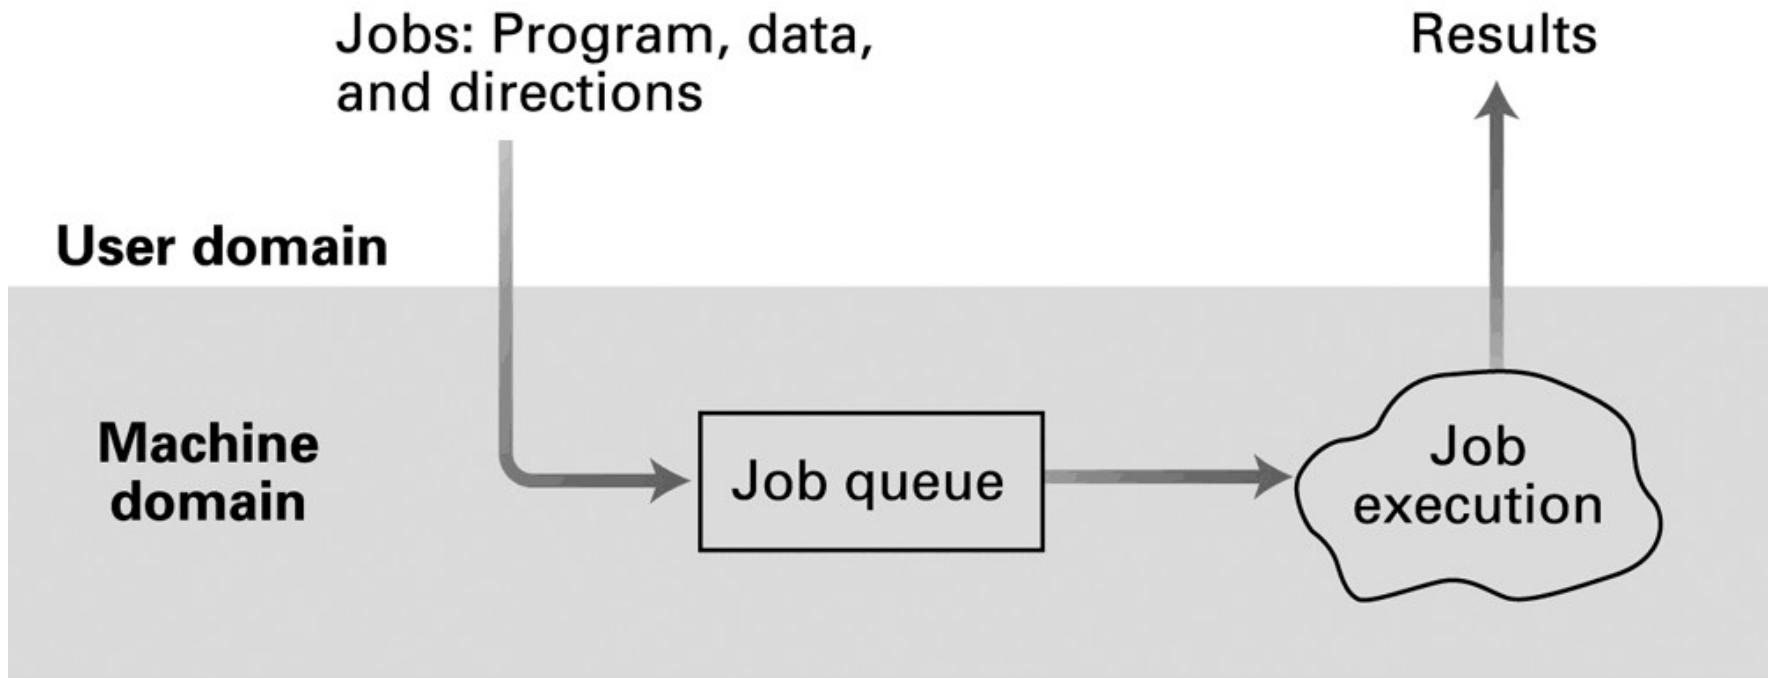 Jobs: Program, data,
and directions
Results
User domain
Machine
domain
Job queue
Job
execution